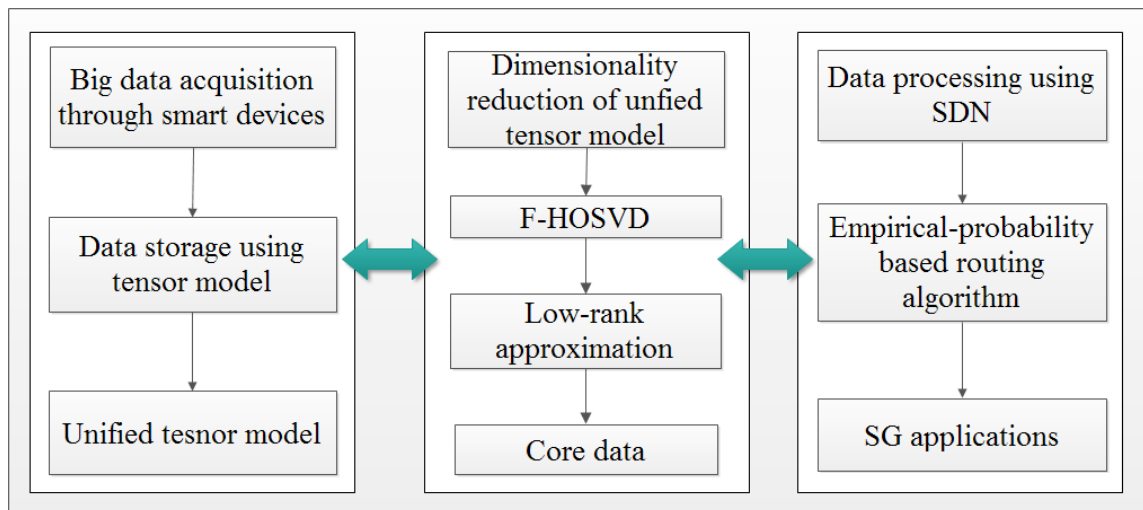 Big data acquisition
through smart devices
Data storage using
tensor model
Unified tesnor model
Dimensionality
reduction of unfied
tensor model
F-HOSVD
Low-rank
approximation
Core data
Data processing using
SDN
Empirical-probability
based routing
algorithm
SG applications